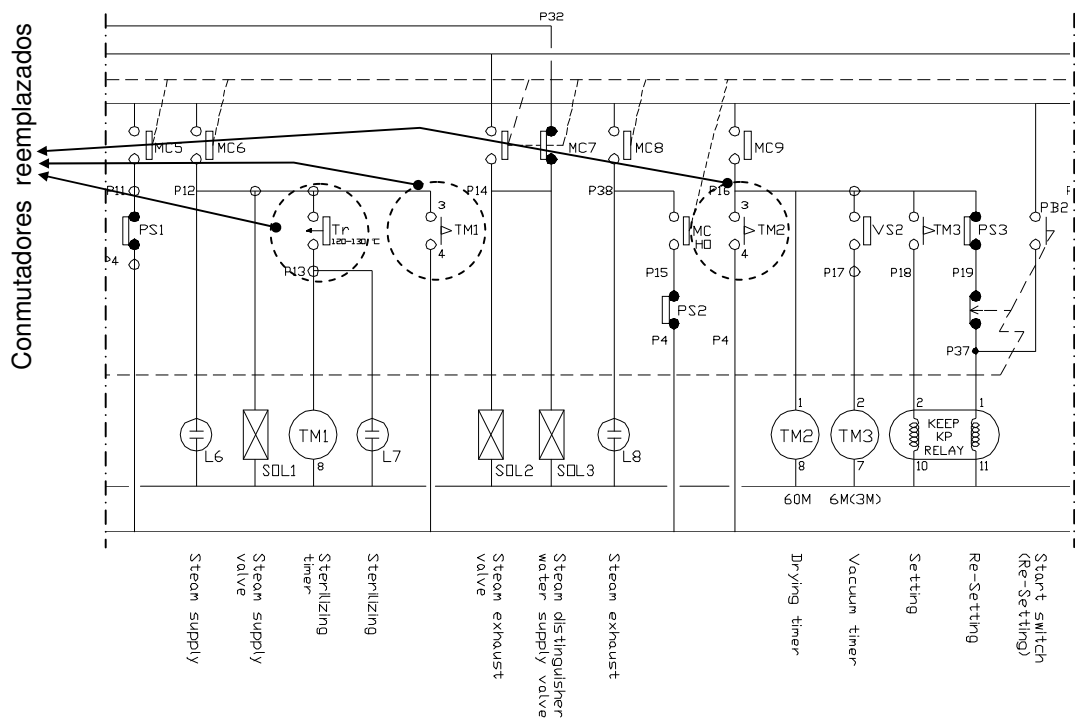 Conmutadores reemplazados
P32
MC5
MC6
MC7
MC8
MC9
P11
P12
P14
P38
P16
PS1
P4
Tr
120-130 °C
P13
3
TM1
4
MC
P15
PS2
P4
3
TM2
4
P4
VS2
P17
TM3
P18
PS3
P19
PB2
P37
L6
SOL1
TM1
8
L7
SOL2
SOL3
L8
1
TM2
8
60M
2
TM3
7
6M(3M)
2
1
KEEP
KP
RELAY
10
11
Steam supply
Steam supply
valve
Sterilizing
timer
Sterilizing
Steam exhaust
valve
Steam distinguisher
water supply valve
Steam exhaust
Drying timer
Vacuum timer
Setting
Re-Setting
Start switch
(Re-Setting)